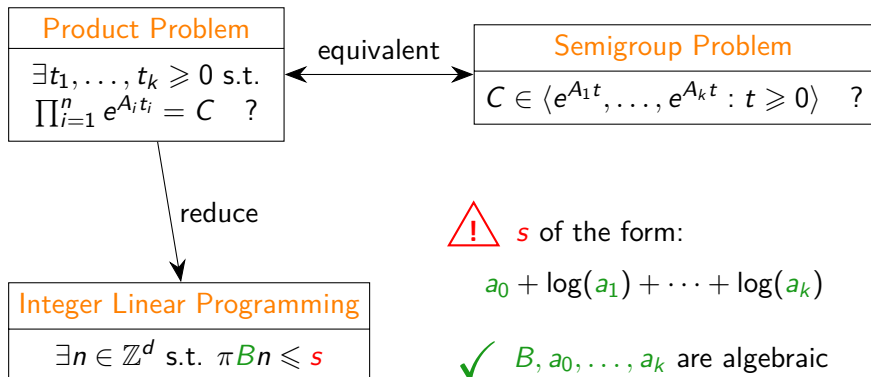 Product Problem
∃t₁, …, tₖ ⩾ 0 s.t.
∏ⁿᵢ₌₁ e^{Aᵢtᵢ} = C ?
equivalent
Semigroup Problem
C ∈ ⟨e^{A₁t}, …, e^{Aₖt} : t ⩾ 0⟩ ?
reduce
Integer Linear Programming
∃n ∈ ℤᵈ s.t. πBn ⩽ s
! s of the form:
a₀ + log(a₁) + ⋯ + log(aₖ)
✓ B, a₀, …, aₖ are algebraic